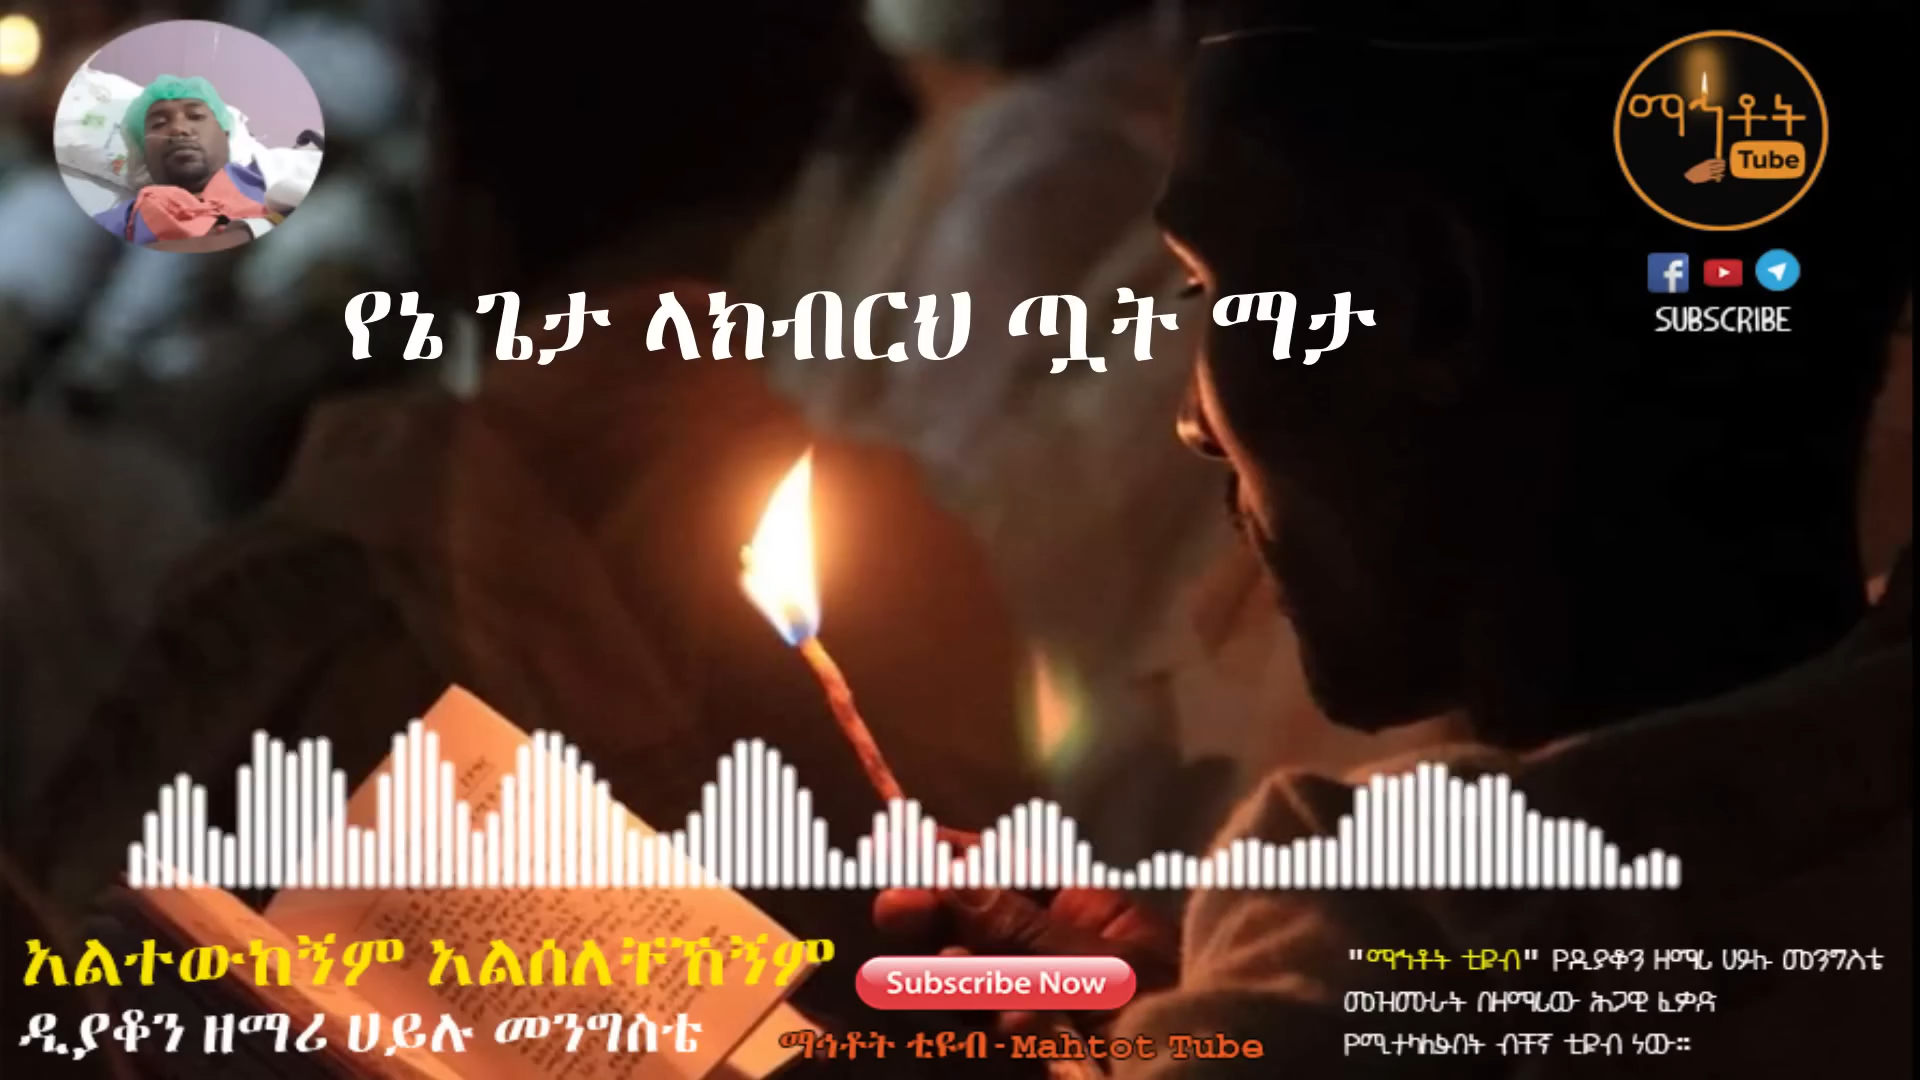 ማኅቶት
Tube
SUBSCRIBE
የኔ ጌታ ላክብርህ ጧት ማታ
አልተውከኝም አልሰለቸኸኝም
ዲያቆን ዘማሪ ሀይሉ መንግስቴ
Subscribe Now
ማኅቶት ቲዩብ-Mahtot Tube
"ማኅቶት ቲዩብ" የዲያቆን ዘማሪ ሀይሉ መንግስቴ
መዝሙራት በዘማሪው ሕጋዊ ፈቃድ
የሚተላለፉበት ብቸኛ ቲዩብ ነው።